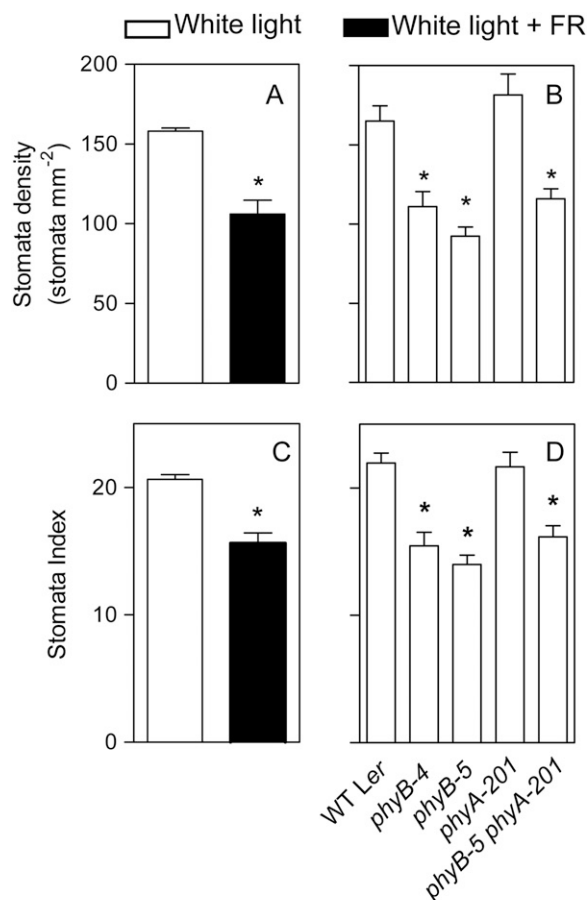 White light
White light + FR
Stomata density
(stomata mm⁻²)
200
150
100
50
0
A
*
B
*
*
*
Stomata Index
20
10
0
C
*
D
*
*
*
WT Ler
phyB-4
phyB-5
phyA-201
phyB-5 phyA-201